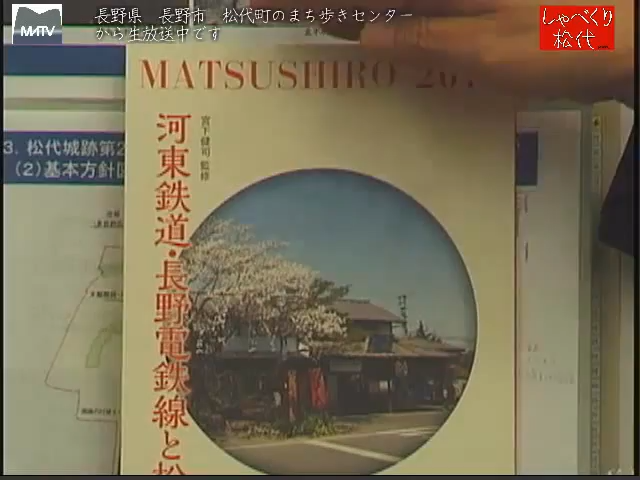 長野県　長野市　松代町のまち歩きセンター
から生放送中です
MTV
しゃべくり
松代
MATSUSHIRO
宮下健司 監修
河東鉄道・長野電鉄線と松
3. 松代城跡第2
(2)基本方針